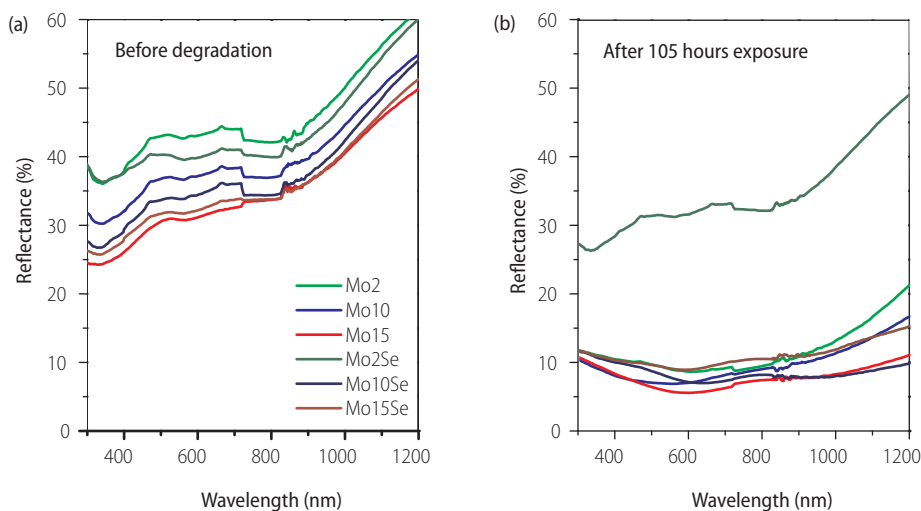 (a)
Before degradation
60
50
40
30
20
10
0
Reflectance (%)
Mo2
Mo10
Mo15
Mo2Se
Mo10Se
Mo15Se
400 600 800 1000 1200
Wavelength (nm)
(b)
After 105 hours exposure
60
50
40
30
20
10
0
Reflectance (%)
400 600 800 1000 1200
Wavelength (nm)